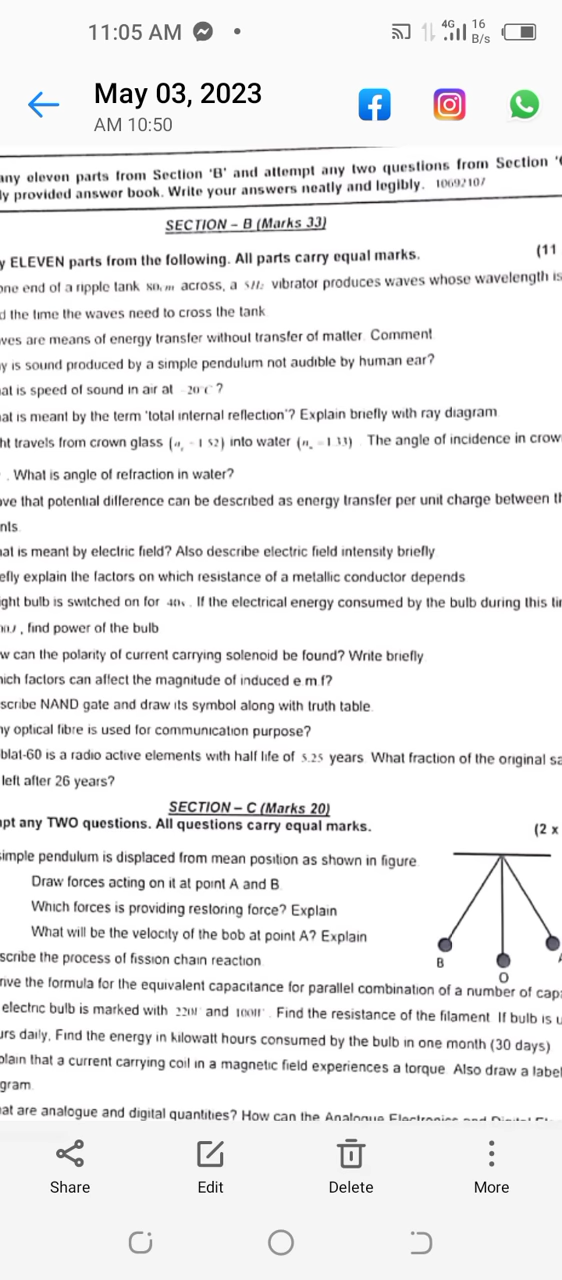 11:05 AM
4G 16 B/s
May 03, 2023
AM 10:50
any eleven parts from Section 'B' and attempt any two questions from Section '
ly provided answer book. Write your answers neatly and legibly. 10692107
SECTION – B (Marks 33)
y ELEVEN parts from the following. All parts carry equal marks. (11
one end of a ripple tank across, a vibrator produces waves whose wavelength is
d the time the waves need to cross the tank
ves are means of energy transfer without transfer of matter Comment
y is sound produced by a simple pendulum not audible by human ear?
at is speed of sound in air at 20°C ?
at is meant by the term 'total internal reflection'? Explain briefly with ray diagram
ht travels from crown glass ( 1 52) into water ( 1 33) The angle of incidence in crow
. What is angle of refraction in water?
ove that potential difference can be described as energy transfer per unit charge between th
nts
at is meant by electric field? Also describe electric field intensity briefly
efly explain the factors on which resistance of a metallic conductor depends
ight bulb is switched on for 40s . If the electrical energy consumed by the bulb during this tir
, find power of the bulb
w can the polarity of current carrying solenoid be found? Write briefly
hich factors can affect the magnitude of induced e m f?
scribe NAND gate and draw its symbol along with truth table
hy optical fibre is used for communication purpose?
blat-60 is a radio active elements with half life of 5.25 years What fraction of the original sa
left after 26 years?
SECTION – C (Marks 20)
npt any TWO questions. All questions carry equal marks. (2 x
simple pendulum is displaced from mean position as shown in figure
Draw forces acting on it at point A and B
Which forces is providing restoring force? Explain
What will be the velocity of the bob at point A? Explain
B
O
A
scribe the process of fission chain reaction
rive the formula for the equivalent capacitance for parallel combination of a number of capa
electric bulb is marked with and Find the resistance of the filament If bulb is u
urs daily, Find the energy in kilowatt hours consumed by the bulb in one month (30 days)
plain that a current carrying coil in a magnetic field experiences a torque Also draw a label
gram
at are analogue and digital quantities? How can the Analogue Electronics and
Share
Edit
Delete
More